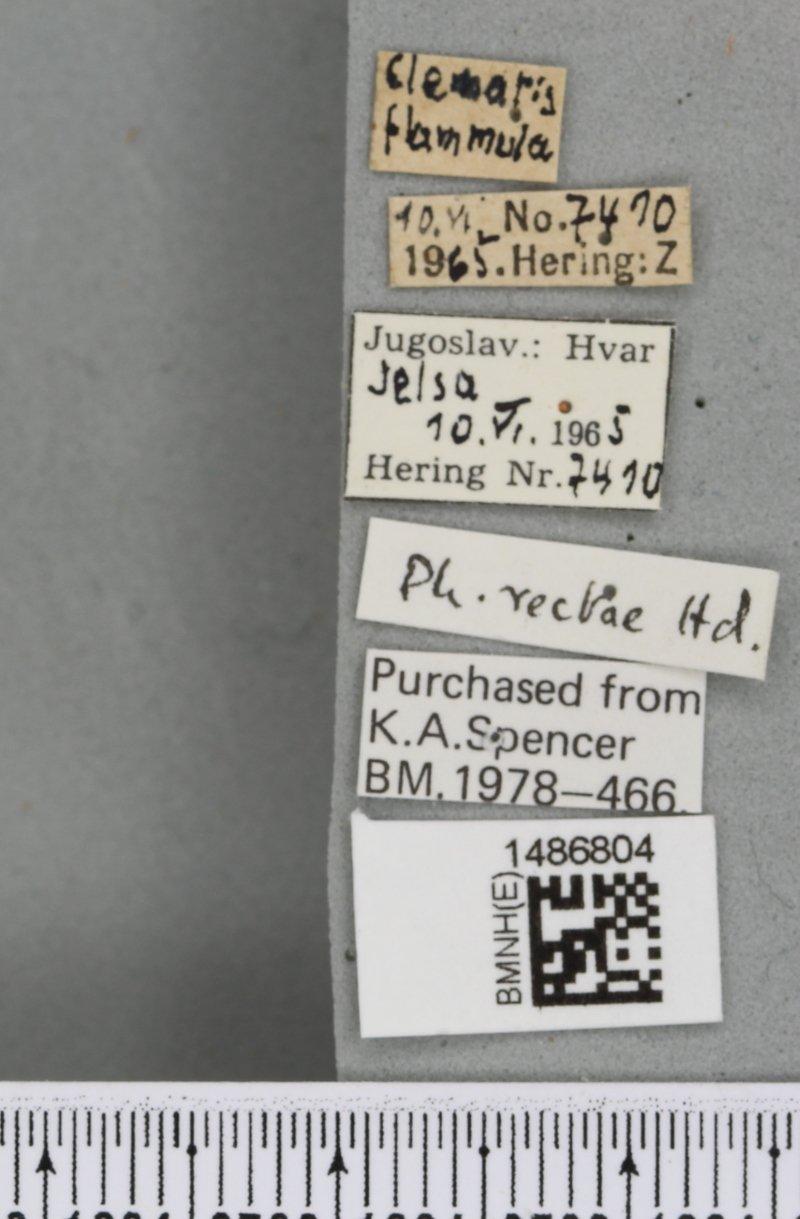 Clematis
flammula
10.VI. No.7410
1965.Hering: Z
Jugoslav.: Hvar
Jelsa
10.VI. 1965
Hering Nr.7410
Ph. rectae Hd.
Purchased from
K.A.Spencer
BM.1978–466.
1486804
BMNH(E)